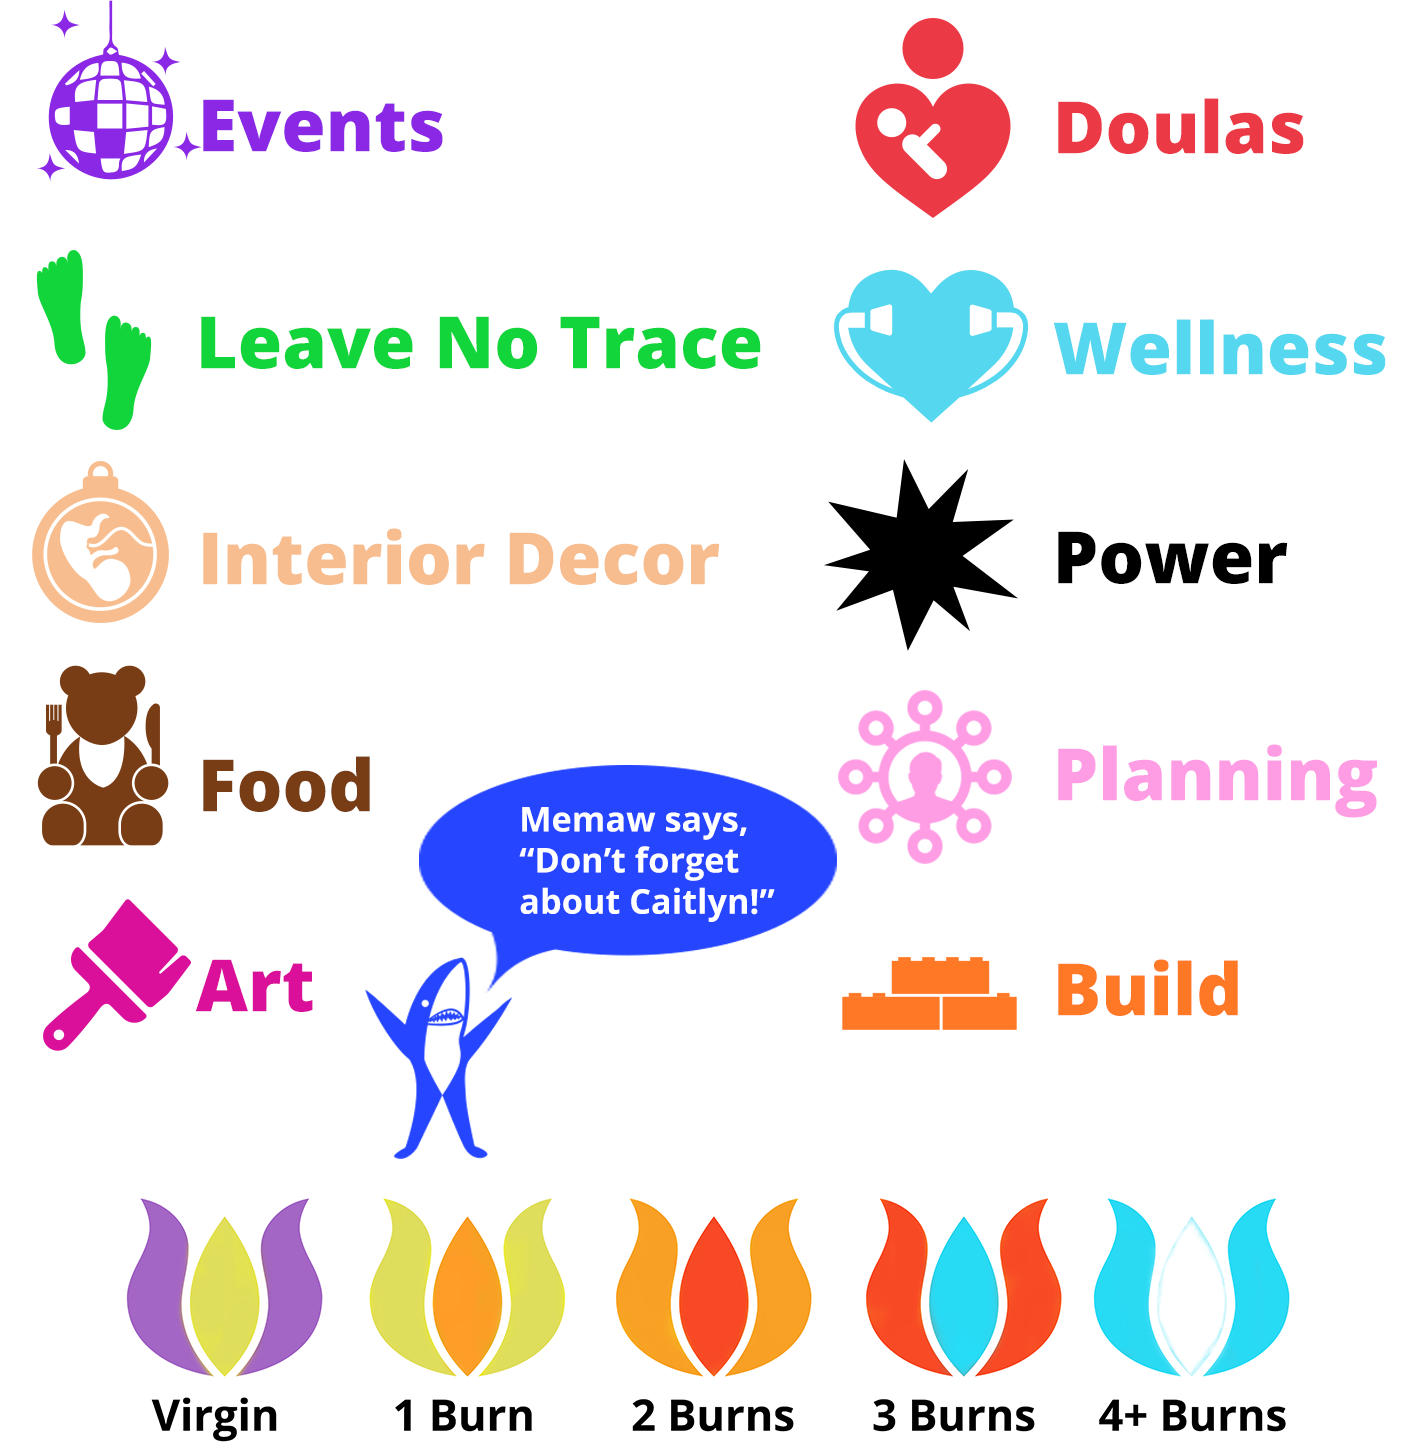 Events
Doulas
Leave No Trace
Wellness
Interior Decor
Power
Food
Planning
Memaw says,
“Don’t forget
about Caitlyn!”
Art
Build
Virgin
1 Burn
2 Burns
3 Burns
4+ Burns